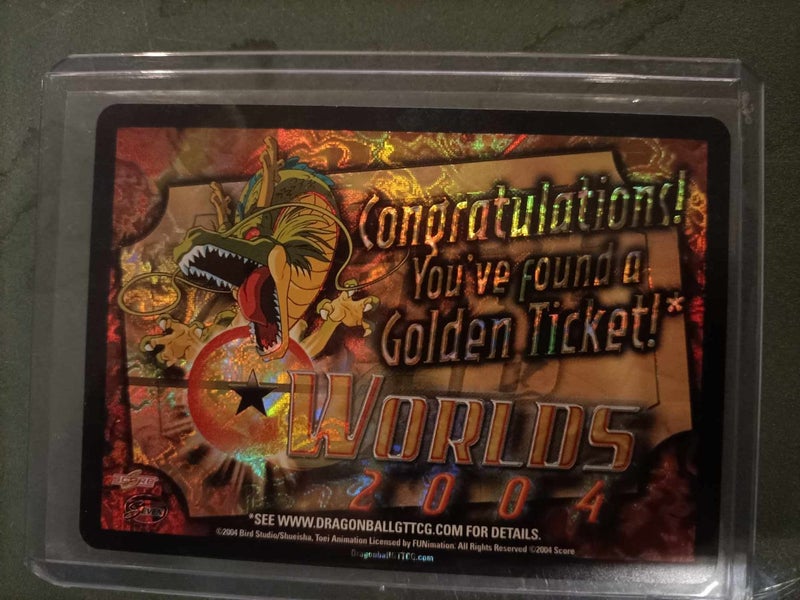 Congratulations!
You've found a
Golden Ticket!*
WORLDS
2004
SCORE
*SEE WWW.DRAGONBALLGTTCG.COM FOR DETAILS.
©2004 Bird Studio/Shueisha, Toei Animation Licensed by FUNimation. All Rights Reserved ©2004 Score
DragonballGTTCG.com